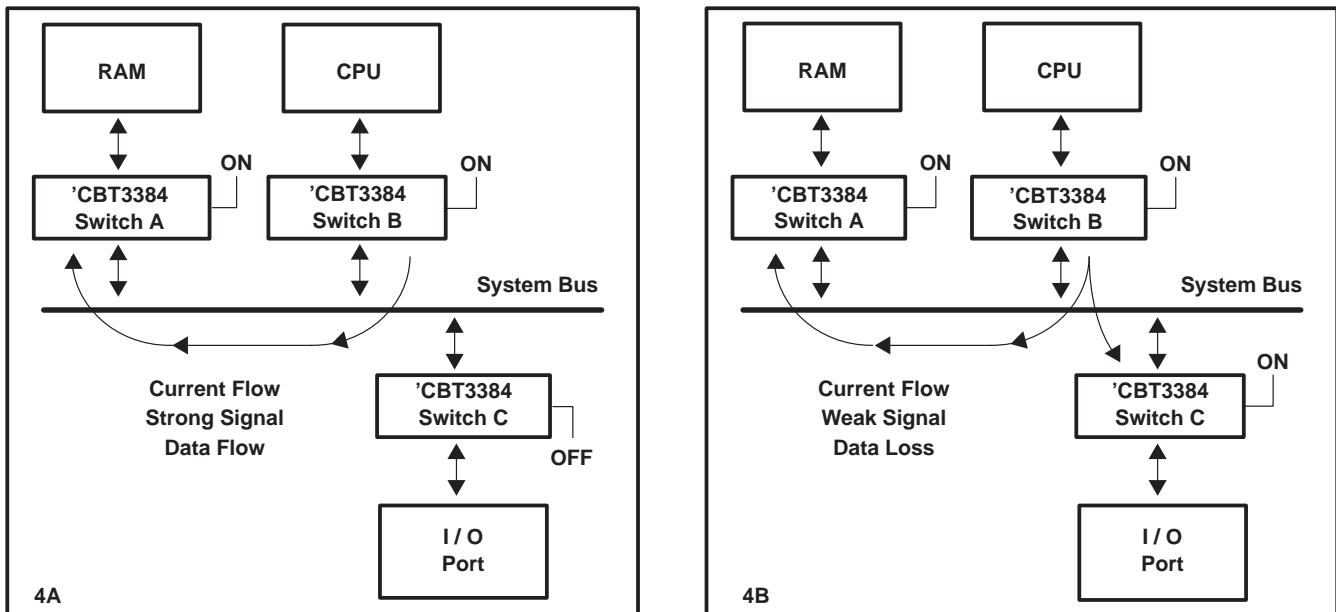 RAM
CPU
ON
ON
’CBT3384
Switch A
’CBT3384
Switch B
System Bus
Current Flow
Strong Signal
Data Flow
’CBT3384
Switch C
OFF
I / O
Port
4A
RAM
CPU
ON
ON
’CBT3384
Switch A
’CBT3384
Switch B
System Bus
ON
Current Flow
Weak Signal
Data Loss
’CBT3384
Switch C
I / O
Port
4B